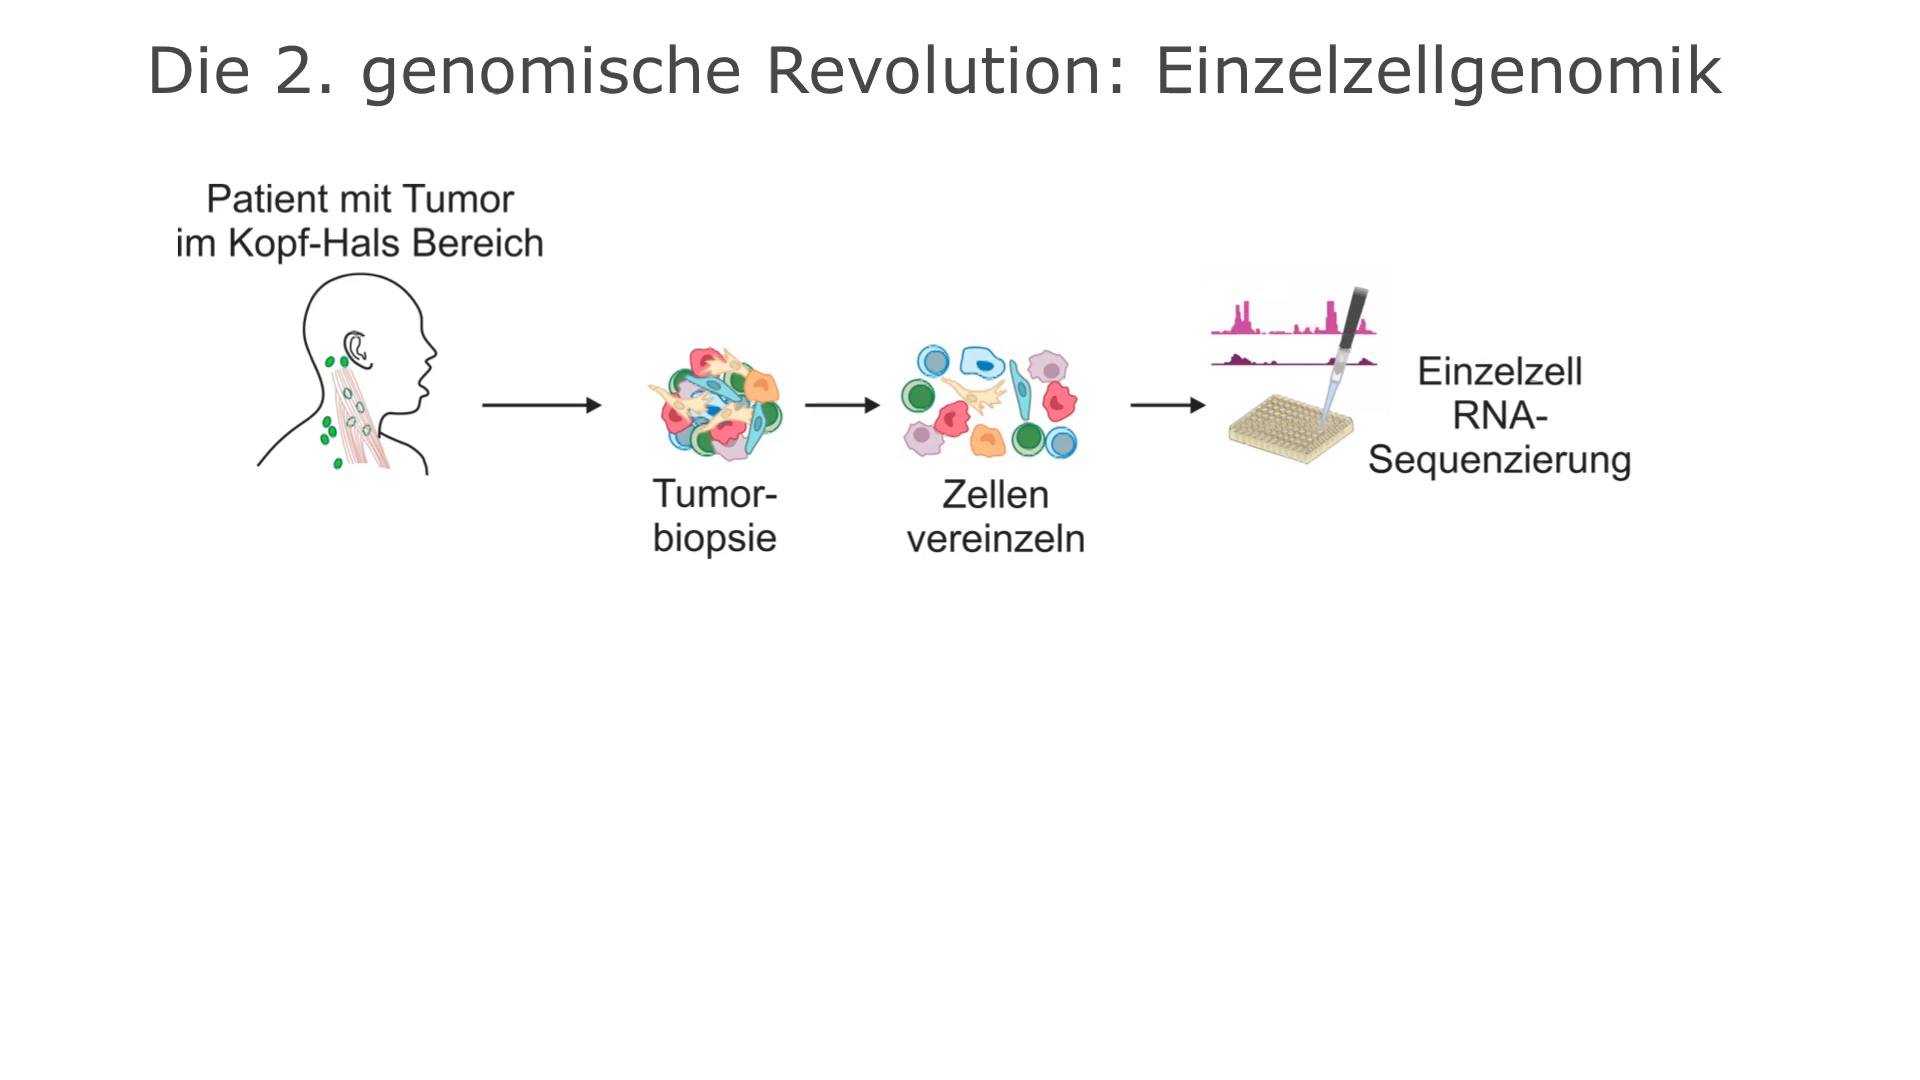 Die 2. genomische Revolution: Einzelzellgenomik
Patient mit Tumor
im Kopf-Hals Bereich
Tumor-
biopsie
Zellen
vereinzeln
Einzelzell
RNA-
Sequenzierung